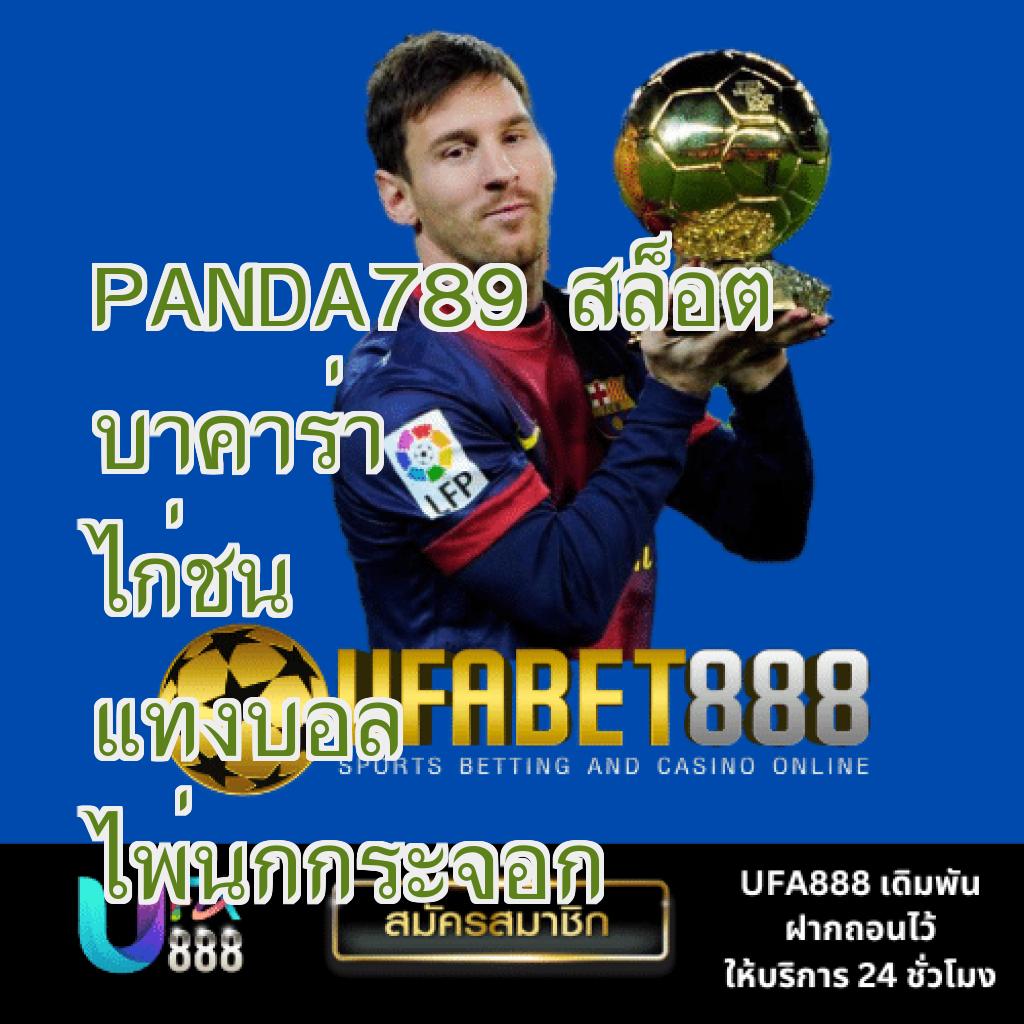 PANDA789 สล็อต
บาคาร่า
LFP
ไก่ชน
UFABET888
แทงบอล
SPORTS BETTING AND CASINO ONLINE
ไพ่นกกระจอก
UFA
888
สมัครสมาชิก
UFA888 เดิมพัน
ฝากถอนไว้
ให้บริการ 24 ชั่วโมง